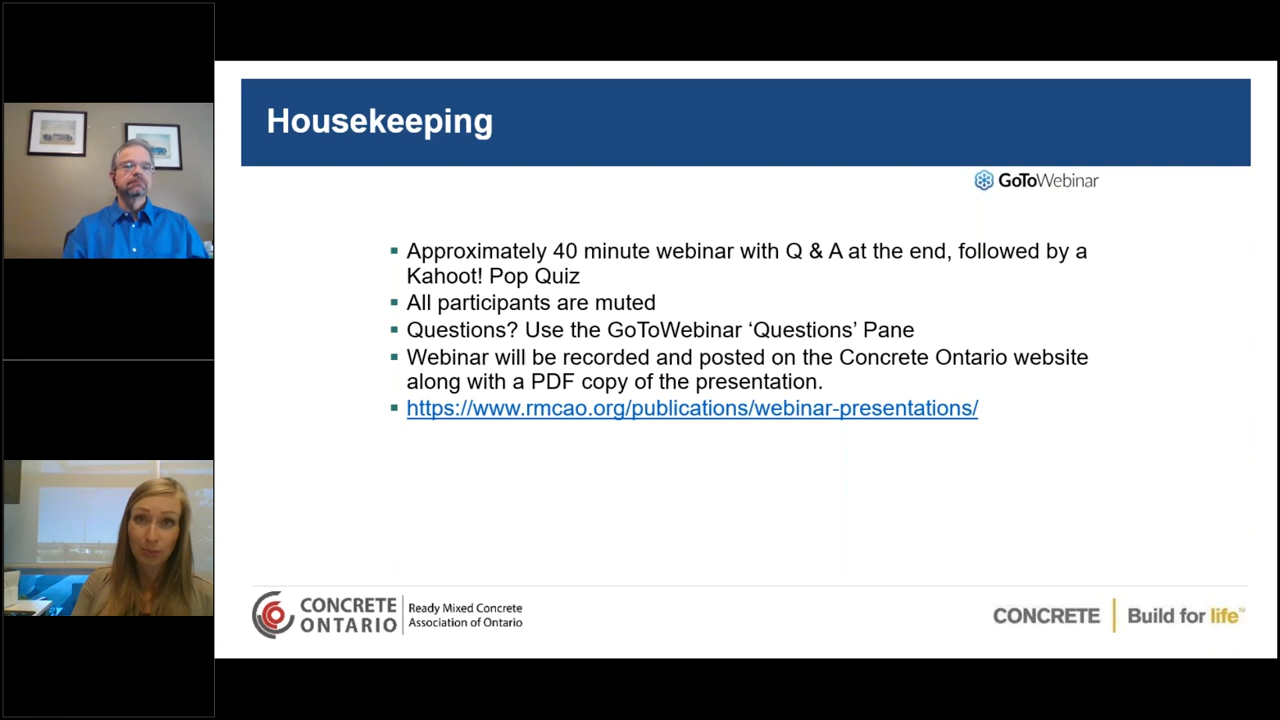 Housekeeping
GoToWebinar
▪ Approximately 40 minute webinar with Q & A at the end, followed by a
Kahoot! Pop Quiz
▪ All participants are muted
▪ Questions? Use the GoToWebinar ‘Questions’ Pane
▪ Webinar will be recorded and posted on the Concrete Ontario website
along with a PDF copy of the presentation.
▪ https://www.rmcao.org/publications/webinar-presentations/
CONCRETE
ONTARIO
Ready Mixed Concrete
Association of Ontario
CONCRETE | Build for life™